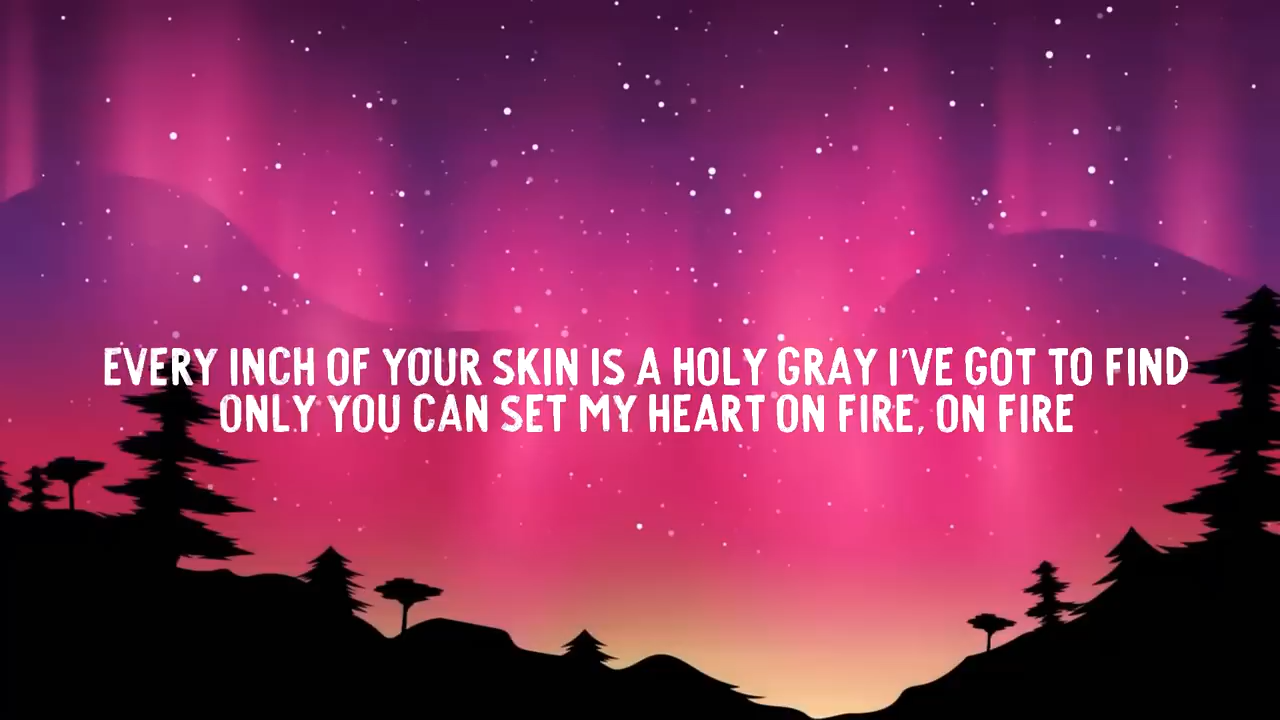 EVERY INCH OF YOUR SKIN IS A HOLY GRAY I'VE GOT TO FIND
ONLY YOU CAN SET MY HEART ON FIRE, ON FIRE